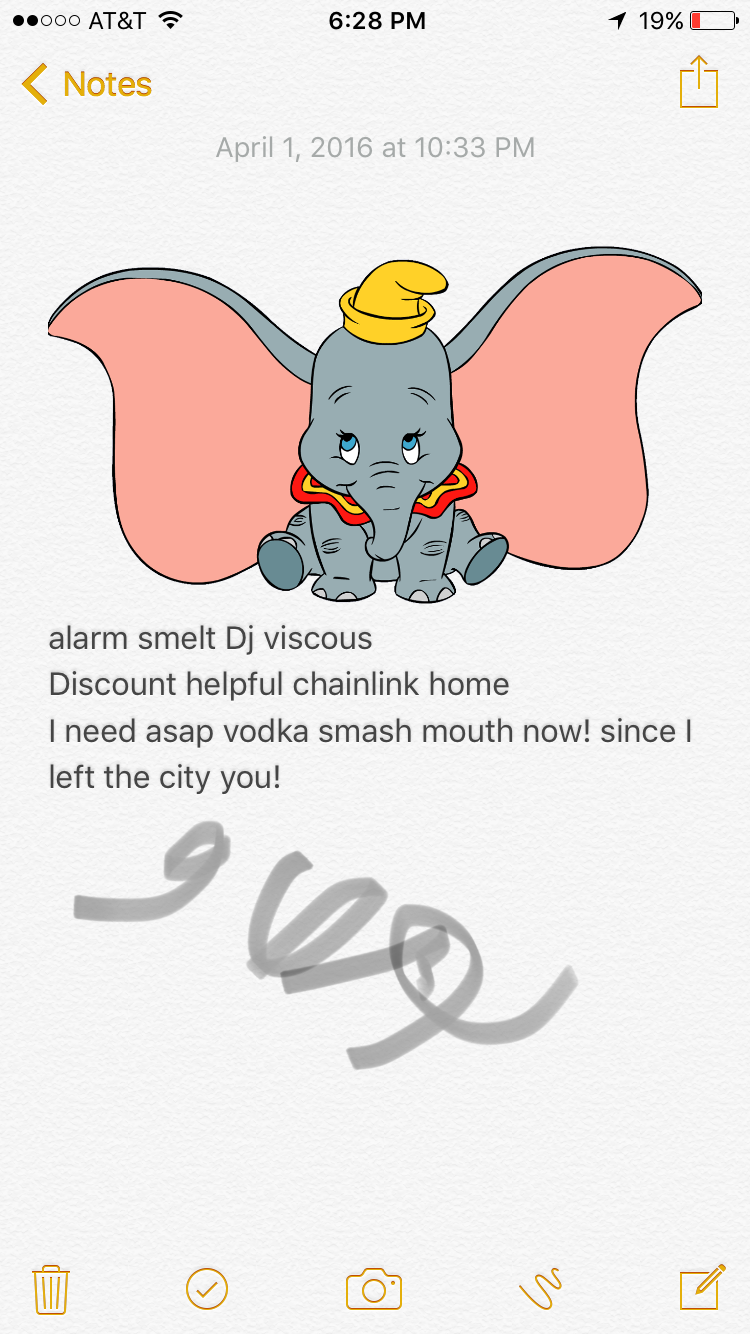 AT&T 6:28 PM 19%
Notes
April 1, 2016 at 10:33 PM
alarm smelt Dj viscous
Discount helpful chainlink home
I need asap vodka smash mouth now! since I
left the city you!